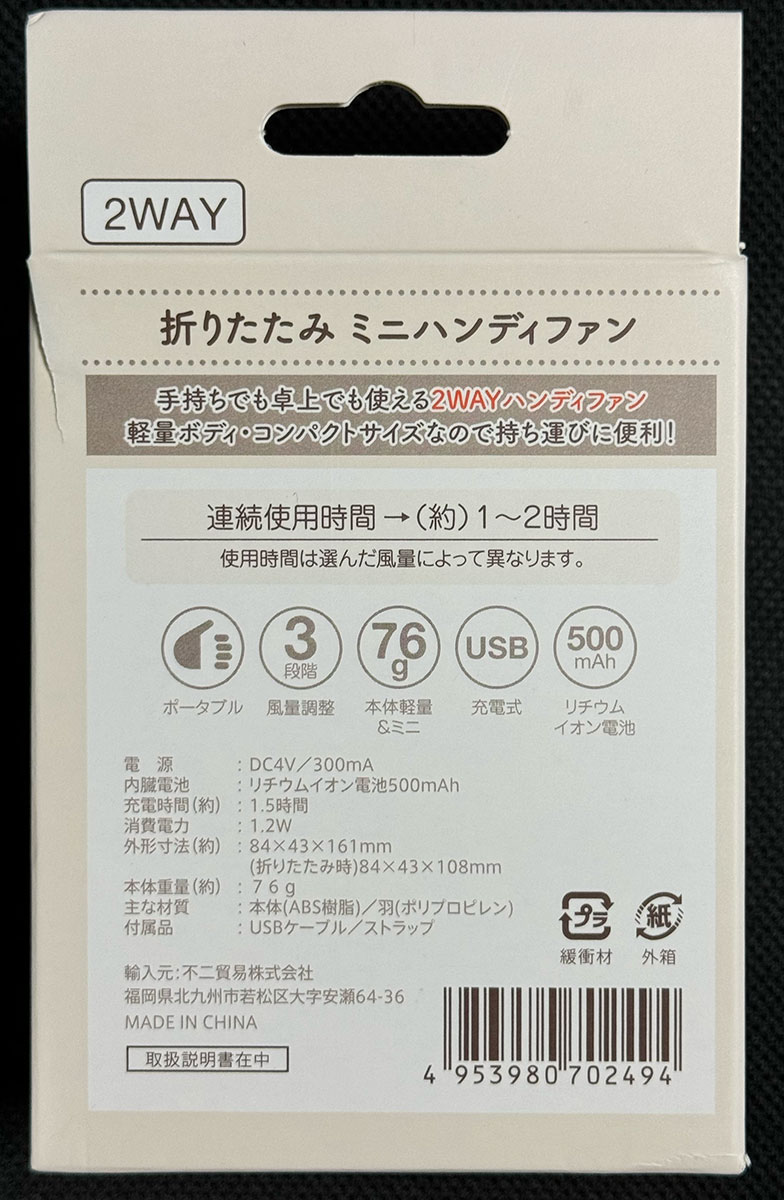 2WAY
折りたたみ ミニハンディファン
手持ちでも卓上でも使える2WAYハンディファン
軽量ボディ・コンパクトサイズなので持ち運びに便利！
連続使用時間→(約)1～2時間
使用時間は選んだ風量によって異なります。
3
段階
76
g
USB
500
mAh
ポータブル
風量調整
本体軽量
&ミニ
充電式
リチウム
イオン電池
電　源　：DC4V／300mA
内臓電池　：リチウムイオン電池500mAh
充電時間(約)：1.5時間
消費電力　：1.2W
外形寸法(約)：84×43×161mm
(折りたたみ時)84×43×108mm
本体重量(約)：７６ｇ
主な材質　：本体(ABS樹脂)／羽(ポリプロピレン)
付属品　：USBケーブル／ストラップ
プラ
緩衝材
紙
外箱
輸入元：不二貿易株式会社
福岡県北九州市若松区大字安瀬64-36
MADE IN CHINA
取扱説明書在中
4 953980 702494